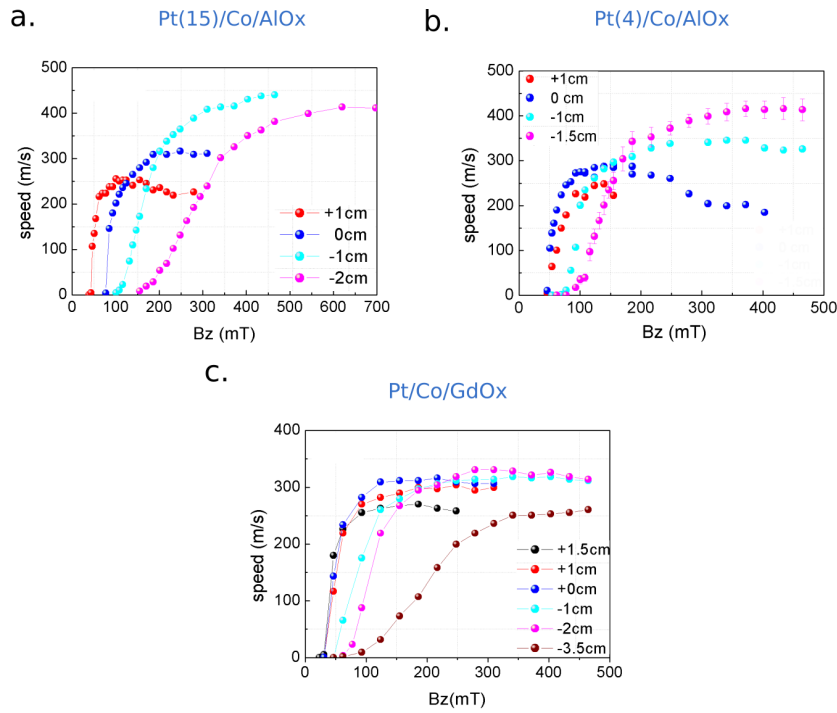 a.
Pt(15)/Co/AlOx
500
400
300
200
100
0
speed (m/s)
0
100
200
300
400
500
600
700
Bz (mT)
+1cm
0cm
-1cm
-2cm
b.
Pt(4)/Co/AlOx
500
400
300
200
100
0
speed (m/s)
0
100
200
300
400
500
Bz (mT)
+1cm
0 cm
-1cm
-1.5cm
c.
Pt/Co/GdOx
400
300
200
100
0
speed (m/s)
0
100
200
300
400
500
Bz(mT)
+1.5cm
+1cm
+0cm
-1cm
-2cm
-3.5cm